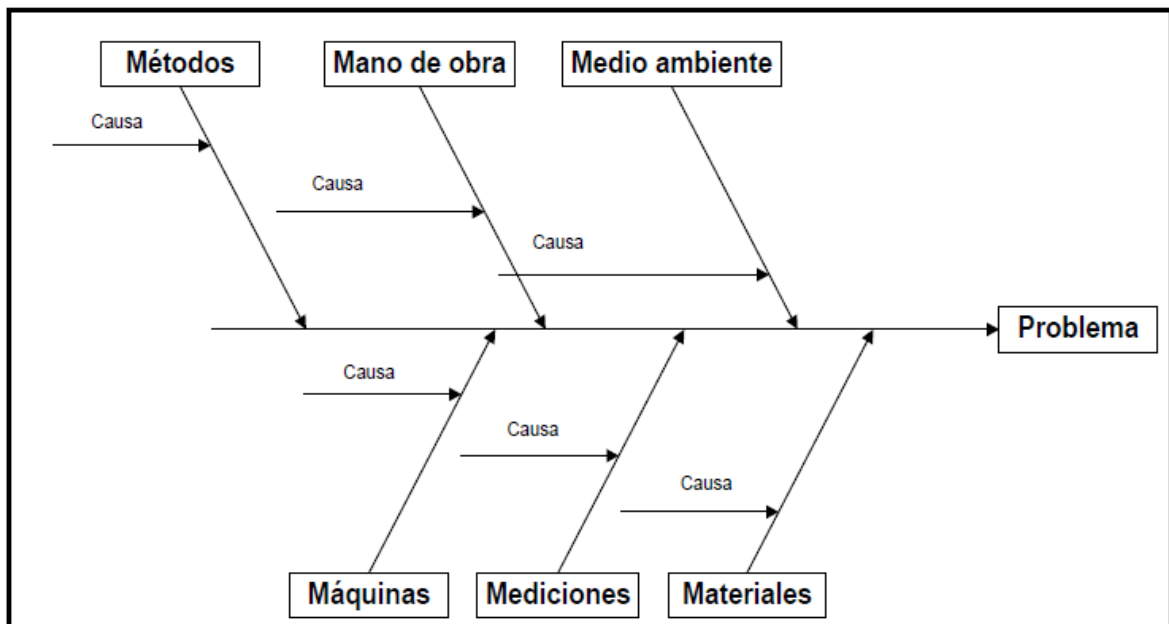 Métodos
Mano de obra
Medio ambiente
Causa
Causa
Causa
Problema
Causa
Causa
Causa
Máquinas
Mediciones
Materiales